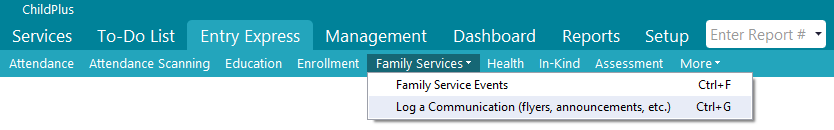 ChildPlus
Services To-Do List Entry Express Management Dashboard Reports Setup Enter Report #
Attendance Attendance Scanning Education Enrollment Family Services Health In-Kind Assessment More
Family Service Events Ctrl+F
Log a Communication (flyers, announcements, etc.) Ctrl+G